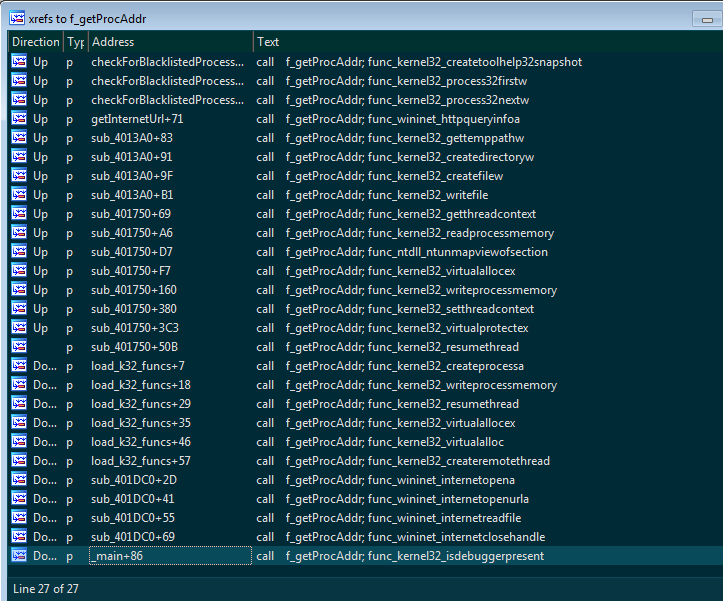 xrefs to f_getProcAddr
Direction Typ Address Text
Up p checkForBlacklistedProcess... call f_getProcAddr; func_kernel32_createtoolhelp32snapshot
Up p checkForBlacklistedProcess... call f_getProcAddr; func_kernel32_process32firstw
Up p checkForBlacklistedProcess... call f_getProcAddr; func_kernel32_process32nextw
Up p getInternetUrl+71 call f_getProcAddr; func_wininet_httpqueryinfoa
Up p sub_4013A0+83 call f_getProcAddr; func_kernel32_gettemppathw
Up p sub_4013A0+91 call f_getProcAddr; func_kernel32_createdirectoryw
Up p sub_4013A0+9F call f_getProcAddr; func_kernel32_createfilew
Up p sub_4013A0+B1 call f_getProcAddr; func_kernel32_writefile
Up p sub_401750+69 call f_getProcAddr; func_kernel32_getthreadcontext
Up p sub_401750+A6 call f_getProcAddr; func_kernel32_readprocessmemory
Up p sub_401750+D7 call f_getProcAddr; func_ntdll_ntunmapviewofsection
Up p sub_401750+F7 call f_getProcAddr; func_kernel32_virtualallocex
Up p sub_401750+160 call f_getProcAddr; func_kernel32_writeprocessmemory
Up p sub_401750+380 call f_getProcAddr; func_kernel32_setthreadcontext
Up p sub_401750+3C3 call f_getProcAddr; func_kernel32_virtualprotectex
p sub_401750+50B call f_getProcAddr; func_kernel32_resumethread
Do... p load_k32_funcs+7 call f_getProcAddr; func_kernel32_createprocessa
Do... p load_k32_funcs+18 call f_getProcAddr; func_kernel32_writeprocessmemory
Do... p load_k32_funcs+29 call f_getProcAddr; func_kernel32_resumethread
Do... p load_k32_funcs+35 call f_getProcAddr; func_kernel32_virtualallocex
Do... p load_k32_funcs+46 call f_getProcAddr; func_kernel32_virtualalloc
Do... p load_k32_funcs+57 call f_getProcAddr; func_kernel32_createremotethread
Do... p sub_401DC0+2D call f_getProcAddr; func_wininet_internetopena
Do... p sub_401DC0+41 call f_getProcAddr; func_wininet_internetopenurla
Do... p sub_401DC0+55 call f_getProcAddr; func_wininet_internetreadfile
Do... p sub_401DC0+69 call f_getProcAddr; func_wininet_internetclosehandle
Do... p _main+86 call f_getProcAddr; func_kernel32_isdebuggerpresent
Line 27 of 27